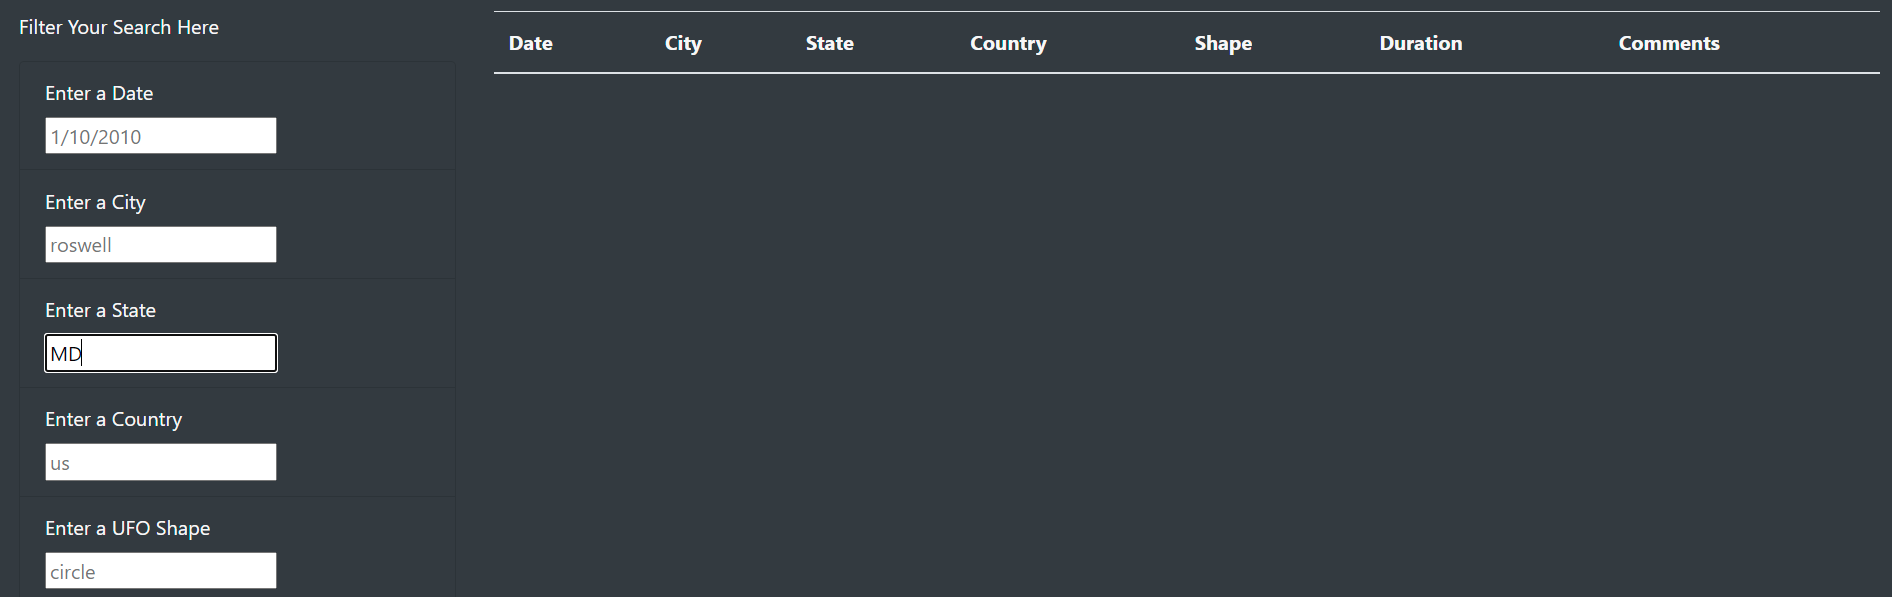 Filter Your Search Here
Enter a Date
1/10/2010
Enter a City
roswell
Enter a State
MD
Enter a Country
us
Enter a UFO Shape
circle
Date City State Country Shape Duration Comments